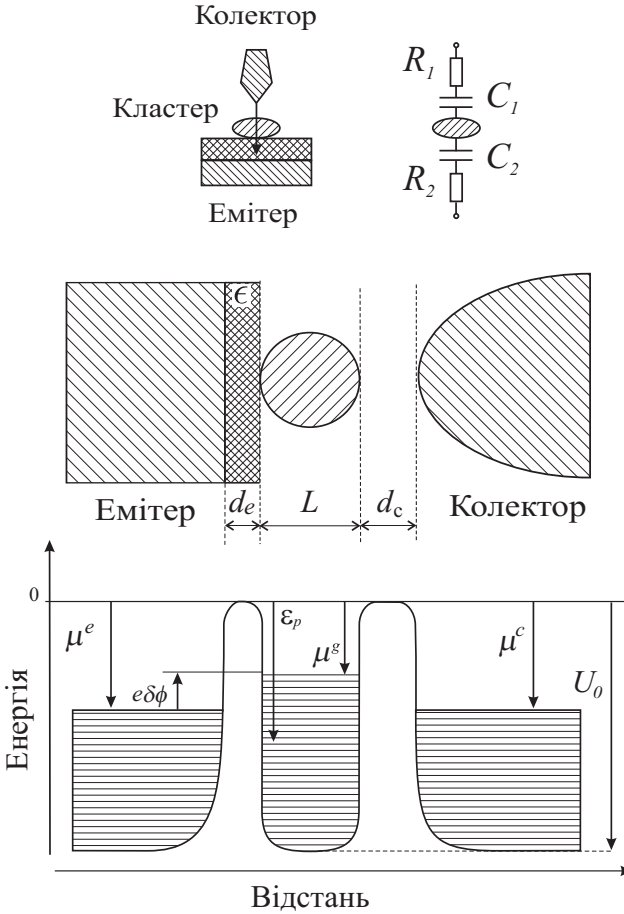 Колектор
Кластер
Емітер
R₁
C₁
C₂
R₂
ϵ
Емітер
dₑ
L
d_c
Колектор
Енергія
0
μᵉ
eδϕ
εₚ
μᵍ
μᶜ
U₀
Відстань